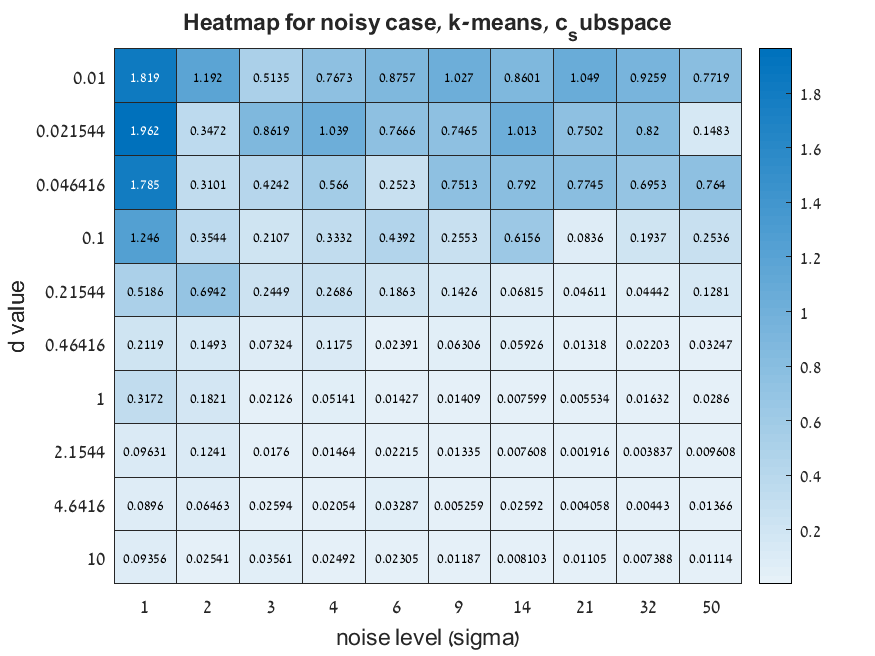 Heatmap for noisy case, k-means, c_subspace
0.01 1.819 1.192 0.5135 0.7673 0.8757 1.027 0.8601 1.049 0.9259 0.7719
0.021544 1.962 0.3472 0.8619 1.039 0.7666 0.7465 1.013 0.7502 0.82 0.1483
0.046416 1.785 0.3101 0.4242 0.566 0.2523 0.7513 0.792 0.7745 0.6953 0.764
0.1 1.246 0.3544 0.2107 0.3332 0.4392 0.2553 0.6156 0.0836 0.1937 0.2536
0.21544 0.5186 0.6942 0.2449 0.2686 0.1863 0.1426 0.06815 0.04611 0.04442 0.1281
0.46416 0.2119 0.1493 0.07324 0.1175 0.02391 0.06306 0.05926 0.01318 0.02203 0.03247
1 0.3172 0.1821 0.02126 0.05141 0.01427 0.01409 0.007599 0.005534 0.01632 0.0286
2.1544 0.09631 0.1241 0.0176 0.01464 0.02215 0.01335 0.007608 0.001916 0.003837 0.009608
4.6416 0.0896 0.06463 0.02594 0.02054 0.03287 0.005259 0.02592 0.004058 0.00443 0.01366
10 0.09356 0.02541 0.03561 0.02492 0.02305 0.01187 0.008103 0.01105 0.007388 0.01114
1 2 3 4 6 9 14 21 32 50
noise level (sigma)
d value
1.8
1.6
1.4
1.2
1
0.8
0.6
0.4
0.2